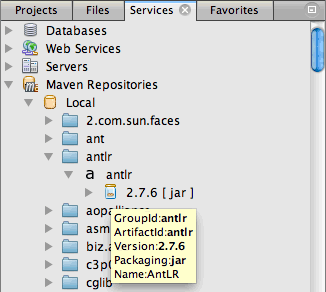 Projects Files Services Favorites
Databases
Web Services
Servers
Maven Repositories
Local
2.com.sun.faces
ant
antlr
a antlr
2.7.6 [ jar ]
aopalliance
GroupId:antlr
asm
ArtifactId:antlr
biz.a
Version:2.7.6
Packaging:jar
c3p0
Name:AntLR
cglib